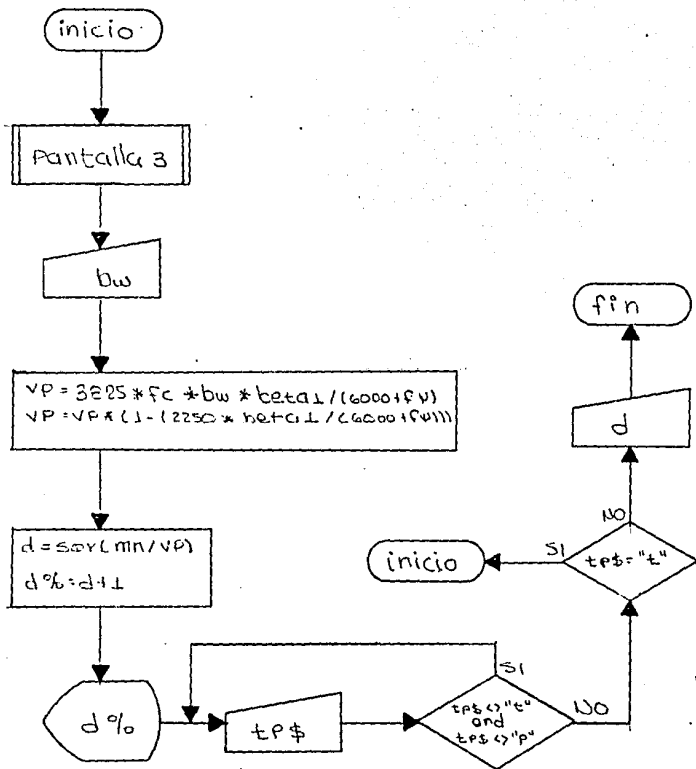 inicio
Pantalla 3
bw
VP = 3825 * fc * bw * beta1 / (6000+fy)
VP = VP * (1-(2250 * beta1 / (6000+fy)))
d = sqr(mn/VP)
d% = d+1
d%
tp$
tp$ <> "t"
and
tp$ <> "p"
SI
NO
tp$= "t"
SI
inicio
NO
d
fin